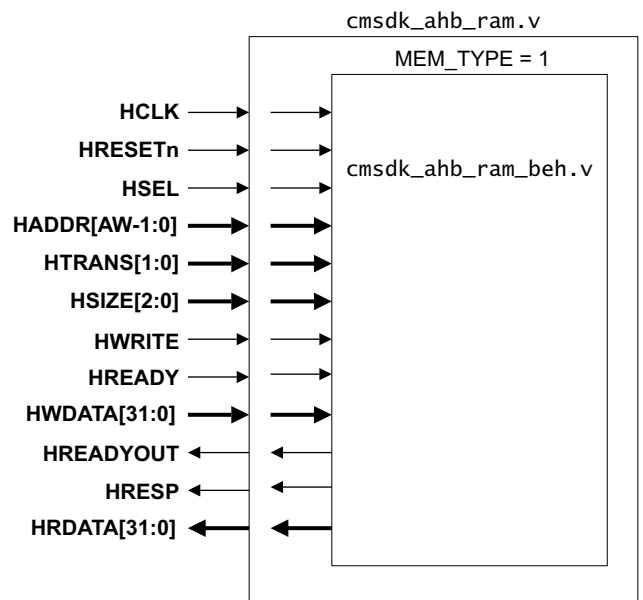 cmsdk_ahb_ram.v
MEM_TYPE = 1
HCLK
HRESETn
cmsdk_ahb_ram_beh.v
HSEL
HADDR[AW-1:0]
HTRANS[1:0]
HSIZE[2:0]
HWRITE
HREADY
HWDATA[31:0]
HREADYOUT
HRESP
HRDATA[31:0]